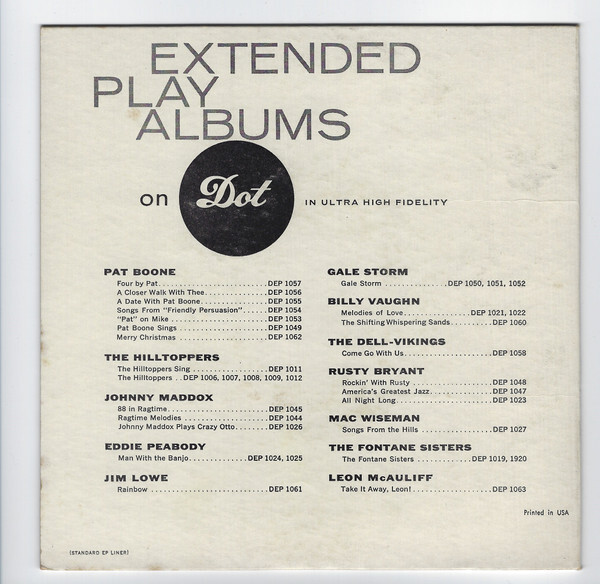 EXTENDED
PLAY
ALBUMS
on Dot IN ULTRA HIGH FIDELITY
PAT BOONE
Four by Pat..........................DEP 1057
A Closer Walk With Thee...............DEP 1056
A Date With Pat Boone................DEP 1055
Songs From "Friendly Persuasion".....DEP 1054
"Pat" on Mike........................DEP 1053
Pat Boone Sings......................DEP 1049
Merry Christmas......................DEP 1062
THE HILLTOPPERS
The Hilltoppers Sing.................DEP 1011
The Hilltoppers ..DEP 1006, 1007, 1008, 1009, 1012
JOHNNY MADDOX
88 in Ragtime........................DEP 1045
Ragtime Melodies.....................DEP 1044
Johnny Maddox Plays Crazy Otto.......DEP 1026
EDDIE PEABODY
Man With the Banjo..............DEP 1024, 1025
JIM LOWE
Rainbow..............................DEP 1061
GALE STORM
Gale Storm ...............DEP 1050, 1051, 1052
BILLY VAUGHN
Melodies of Love................DEP 1021, 1022
The Shifting Whispering Sands........DEP 1060
THE DELL-VIKINGS
Come Go With Us......................DEP 1058
RUSTY BRYANT
Rockin' With Rusty...................DEP 1048
America's Greatest Jazz..............DEP 1047
All Night Long.......................DEP 1023
MAC WISEMAN
Songs From the Hills.................DEP 1027
THE FONTANE SISTERS
The Fontane Sisters.............DEP 1019, 1920
LEON McAULIFF
Take It Away, Leon!..................DEP 1063
Printed in USA
(STANDARD EP LINER)